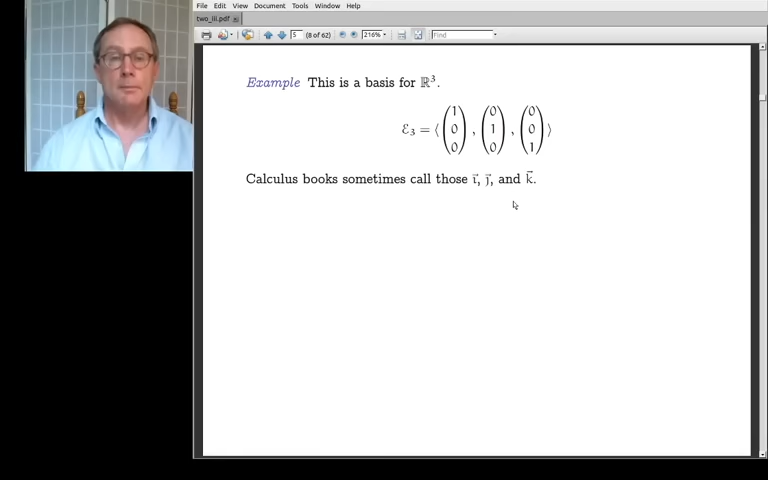 File Edit View Document Tools Window Help
two_iii.pdf
5 (8 of 62) 216% Find
Example This is a basis for ℝ³.
ℰ₃ = ⟨(1 0 0), (0 1 0), (0 0 1)⟩
Calculus books sometimes call those ı⃗, ȷ⃗, and k⃗.